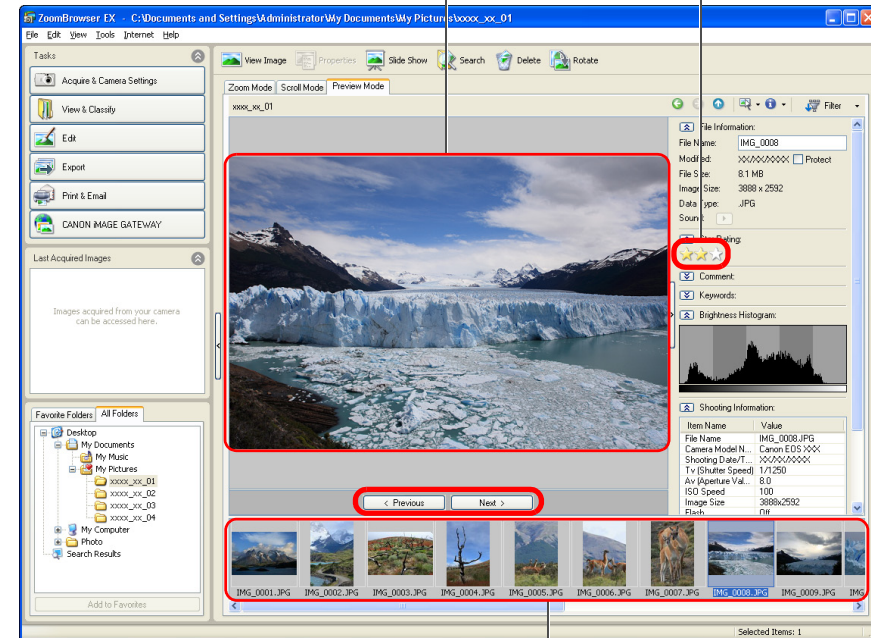 ZoomBrowser EX - C:\Documents and Settings\Administrator\My Documents\My Pictures\xxxx_xx_01
File Edit View Tools Internet Help
Tasks
Acquire & Camera Settings
View & Classify
Edit
Export
Print & Email
CANON iMAGE GATEWAY
Last Acquired Images
Images acquired from your camera
can be accessed here.
Favorite Folders All Folders
Desktop
My Documents
My Music
My Pictures
xxxx_xx_01
xxxx_xx_02
xxxx_xx_03
xxxx_xx_04
My Computer
Photo
Search Results
Add to Favorites
View Image Properties Slide Show Search Delete Rotate
Zoom Mode Scroll Mode Preview Mode
xxxx_xx_01
Filter
File Information:
File Name: IMG_0008
Modified: XX/XX/XXXX Protect
File Size: 8.1 MB
Image Size: 3888 x 2592
Data Type: .JPG
Sound:
Star Rating:
Comment:
Keywords:
Brightness Histogram:
Shooting Information:
Item Name Value
File Name IMG_0008.JPG
Camera Model N... Canon EOS XXX
Shooting Date/T... XX/XX/XXXX
Tv (Shutter Speed) 1/1250
Av (Aperture Val... 8.0
ISO Speed 100
Image Size 3888x2592
Flash Off
< Previous Next >
IMG_0001.JPG IMG_0002.JPG IMG_0003.JPG IMG_0004.JPG IMG_0005.JPG IMG_0006.JPG IMG_0007.JPG IMG_0008.JPG IMG_0009.JPG IMG
Selected Items: 1